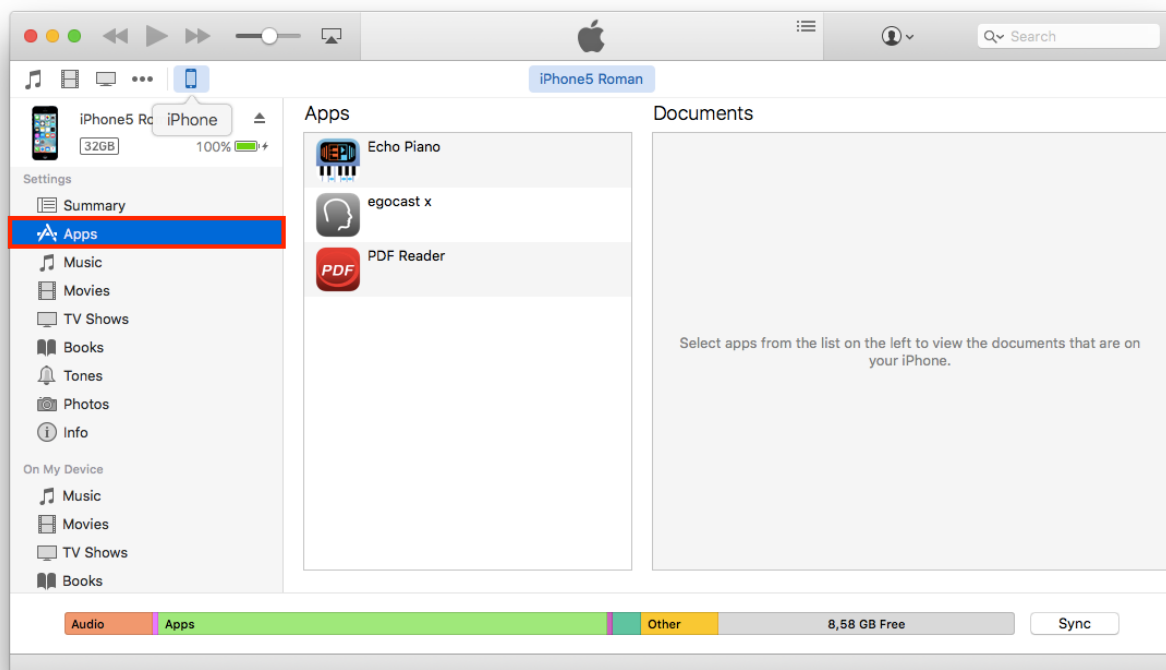 Search
iPhone5 Roman
iPhone5 Ro
iPhone
32GB
100%
Settings
Summary
Apps
Music
Movies
TV Shows
Books
Tones
Photos
Info
On My Device
Music
Movies
TV Shows
Books
Apps
Echo Piano
egocast x
PDF
PDF Reader
Documents
Select apps from the list on the left to view the documents that are on
your iPhone.
Audio
Apps
Other
8,58 GB Free
Sync